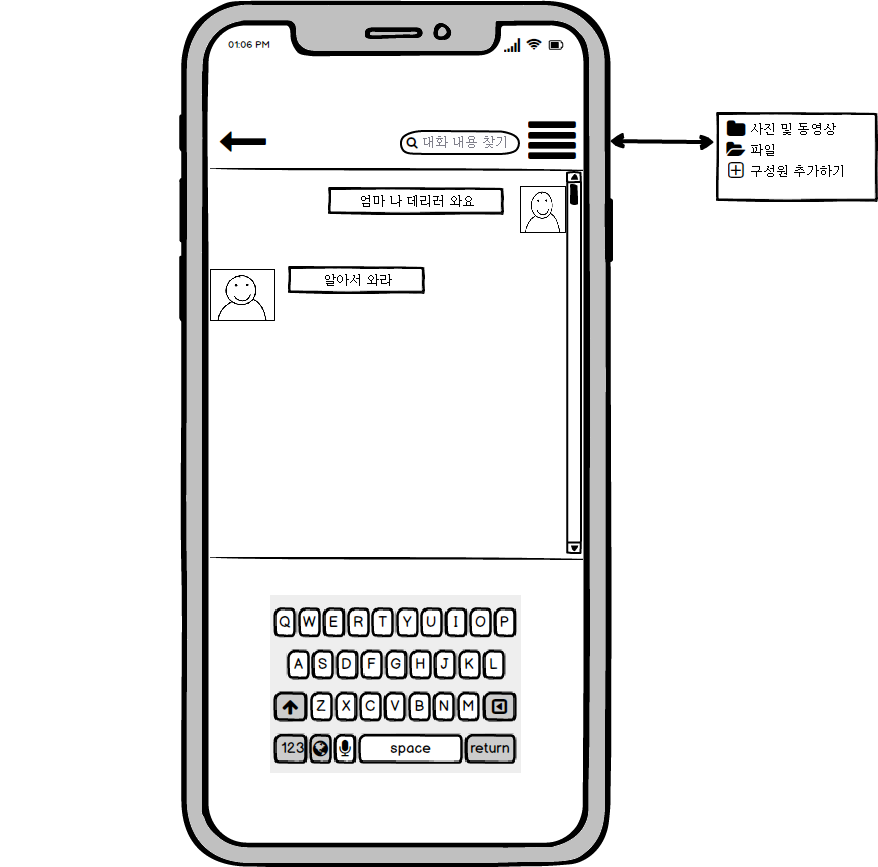 01:06 PM
대화 내용 찾기
사진 및 동영상
파일
구성원 추가하기
엄마 나 데리러 와요
알아서 와라
Q W E R T Y U I O P
A S D F G H J K L
Z X C V B N M
123 space return